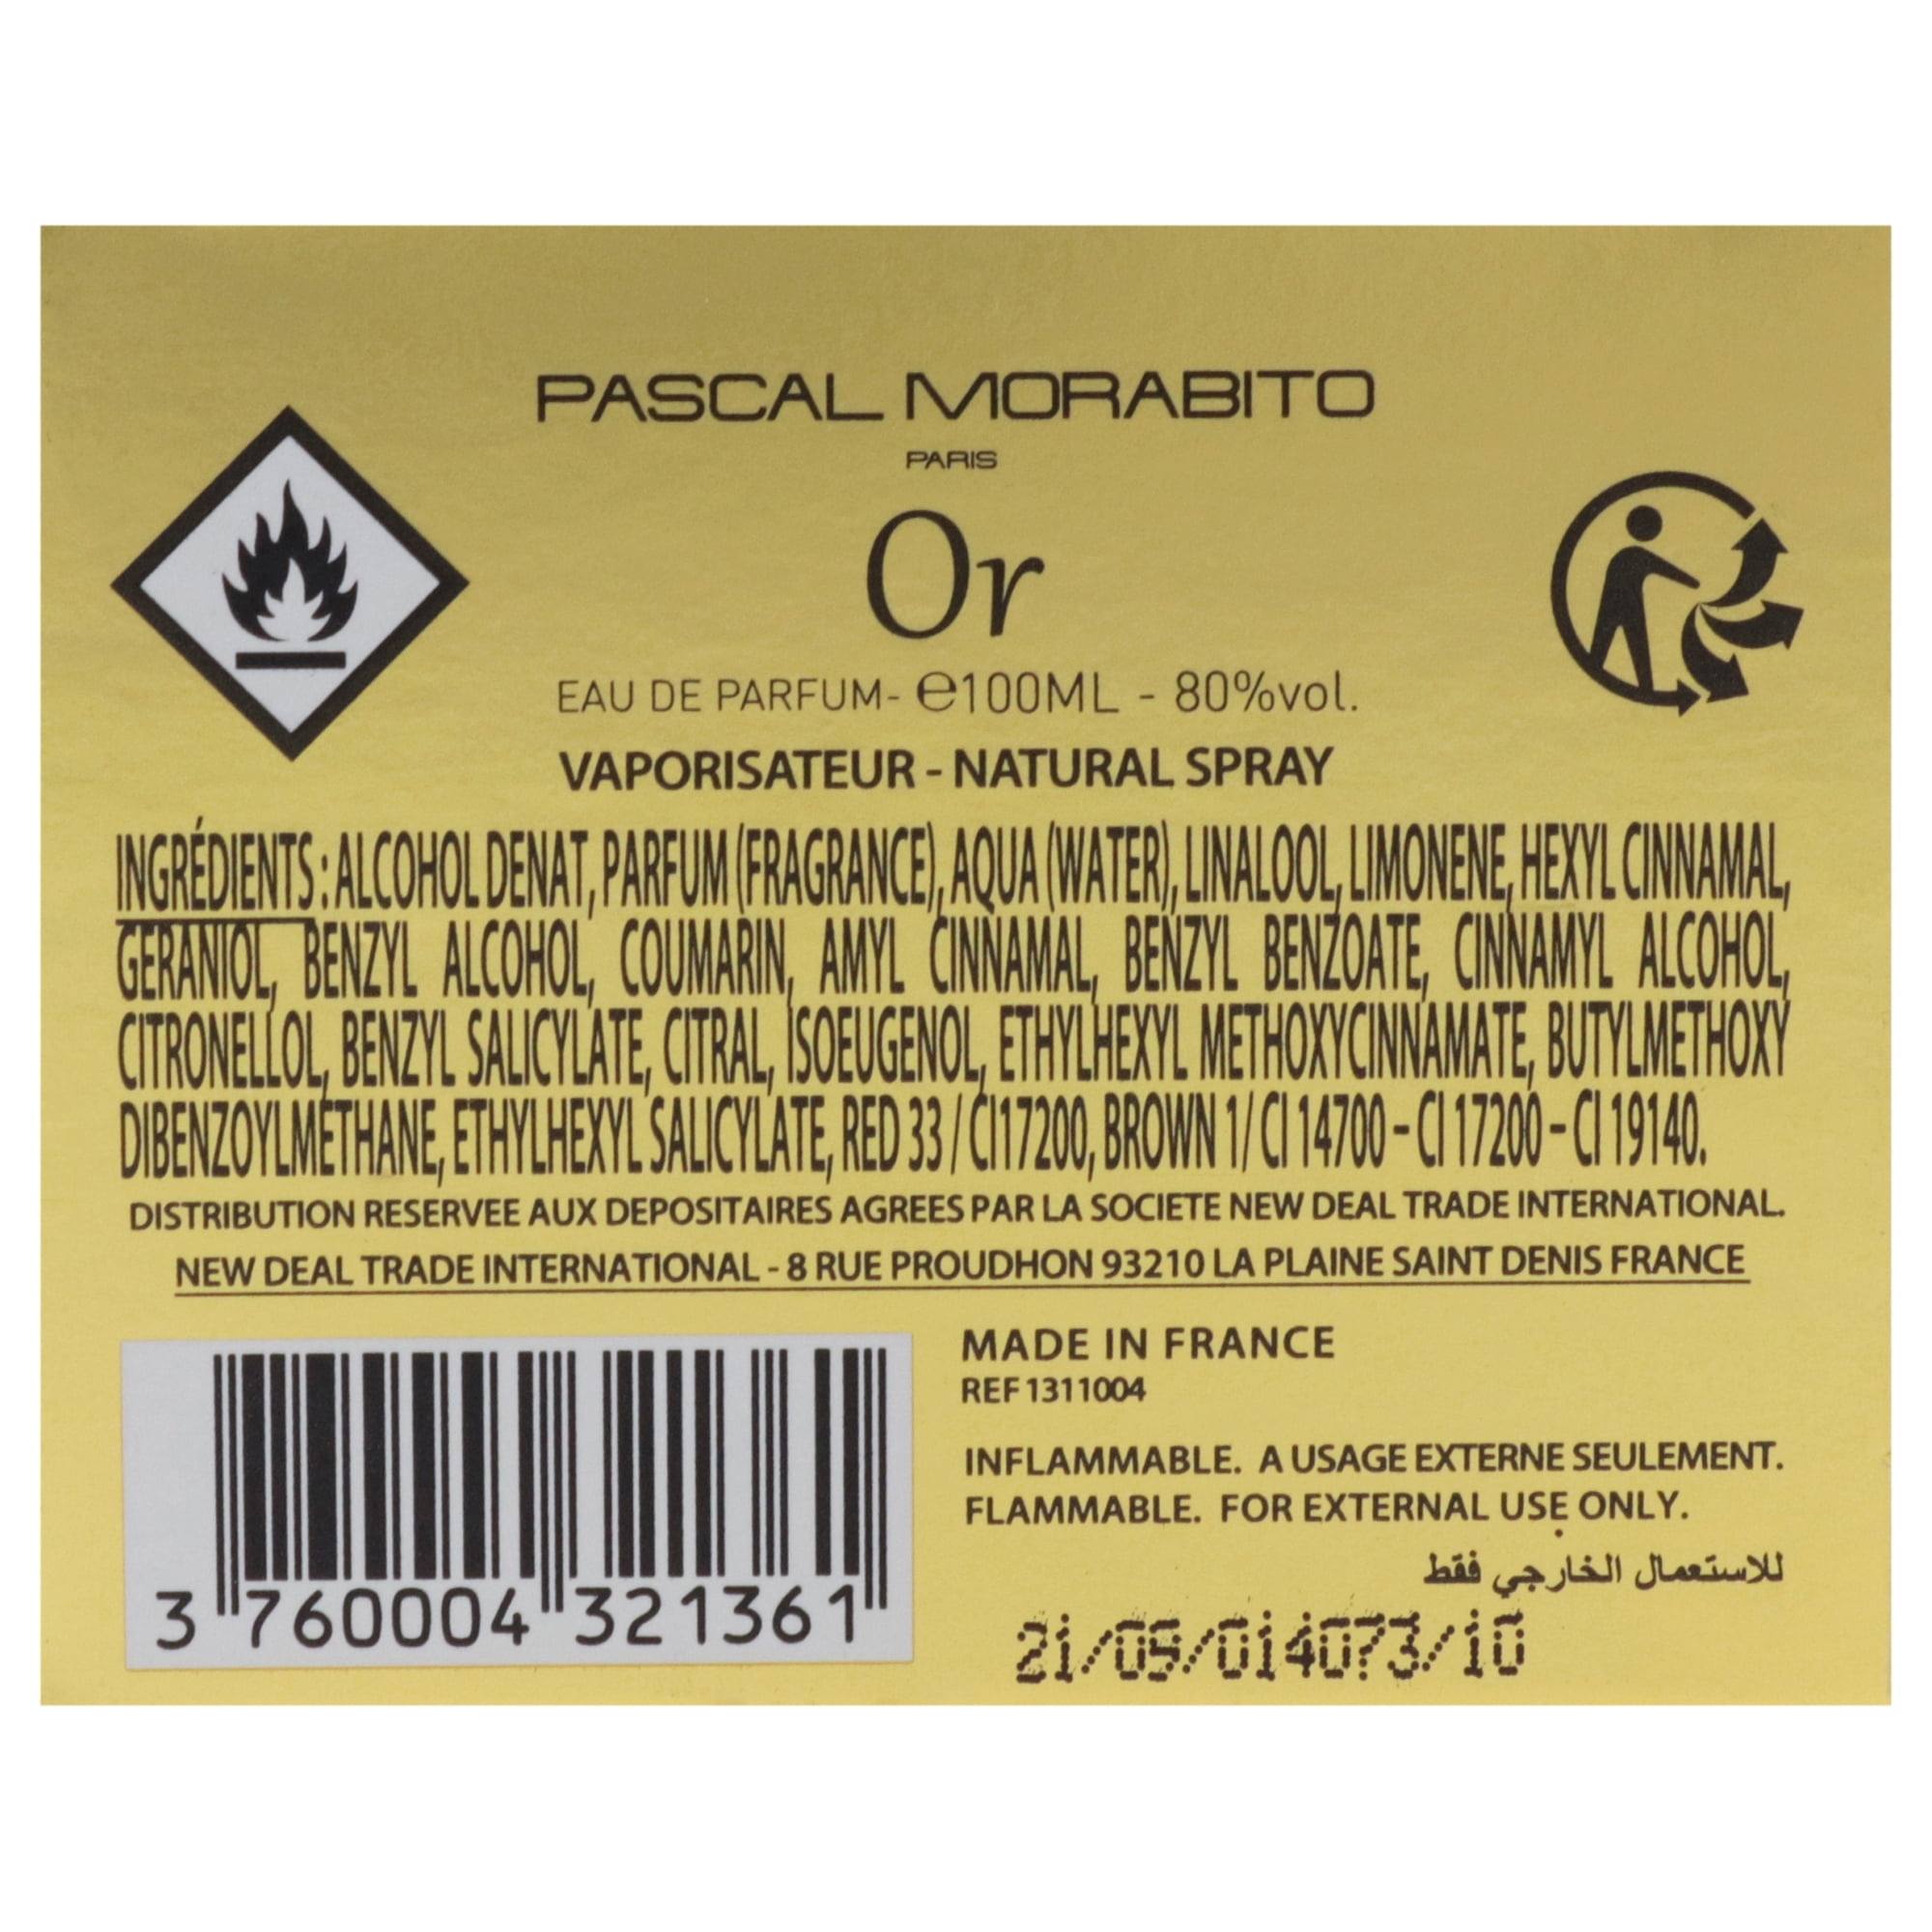 PASCAL MORABITO
PARIS
Or
EAU DE PARFUM- ℮100ML - 80%vol.
VAPORISATEUR - NATURAL SPRAY
INGRÉDIENTS : ALCOHOL DENAT, PARFUM (FRAGRANCE), AQUA (WATER), LINALOOL, LIMONENE, HEXYL CINNAMAL,
GERANIOL, BENZYL ALCOHOL, COUMARIN, AMYL CINNAMAL, BENZYL BENZOATE, CINNAMYL ALCOHOL,
CITRONELLOL, BENZYL SALICYLATE, CITRAL, ISOEUGENOL, ETHYLHEXYL METHOXYCINNAMATE, BUTYLMETHOXY
DIBENZOYLMETHANE, ETHYLHEXYL SALICYLATE, RED 33 / CI17200, BROWN 1/ CI 14700 – CI 17200 – CI 19140.
DISTRIBUTION RESERVEE AUX DEPOSITAIRES AGREES PAR LA SOCIETE NEW DEAL TRADE INTERNATIONAL.
NEW DEAL TRADE INTERNATIONAL - 8 RUE PROUDHON 93210 LA PLAINE SAINT DENIS FRANCE
MADE IN FRANCE
REF 1311004
INFLAMMABLE. A USAGE EXTERNE SEULEMENT.
FLAMMABLE. FOR EXTERNAL USE ONLY.
للاستعمال الخارجي فقط
21/09/014073/10
3 760004 321361